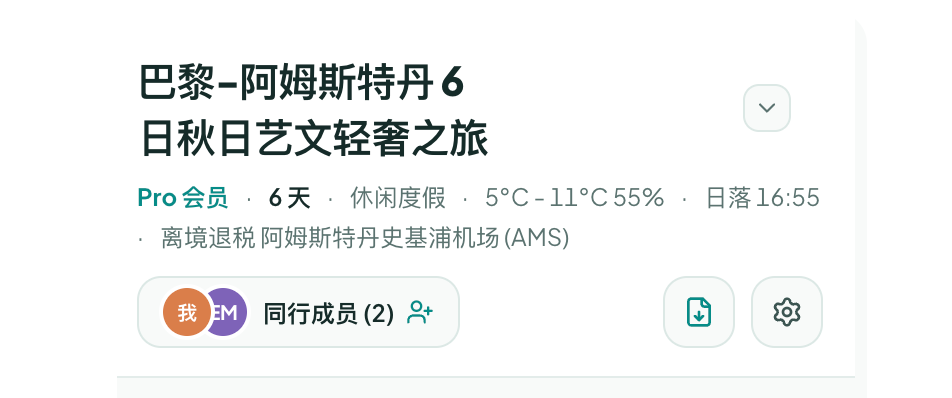 巴黎–阿姆斯特丹 6
日秋日艺文轻奢之旅
Pro 会员 · 6 天 · 休闲度假 · 5°C - 11°C 55% · 日落 16:55
· 离境退税 阿姆斯特丹史基浦机场 (AMS)
我 EM 同行成员 (2)